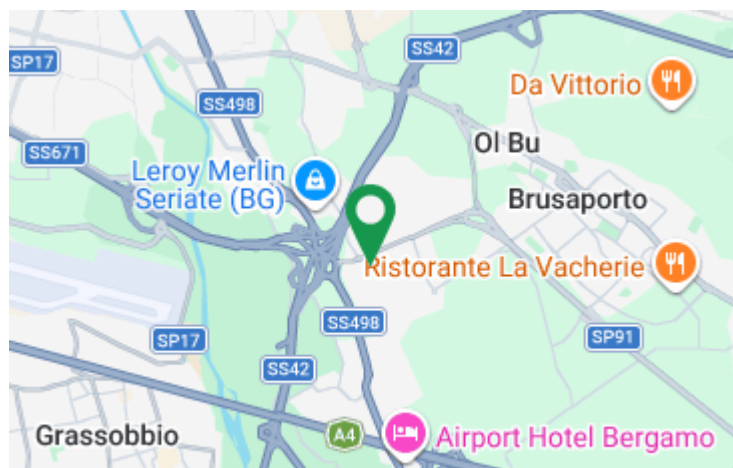 SS42
SP17
Da Vittorio
SS498
Ol Bu
SS671
Leroy Merlin
Seriate (BG)
Brusaporto
Ristorante La Vacherie
SS498
SP17
SP91
SS42
Grassobbio
A4
Airport Hotel Bergamo